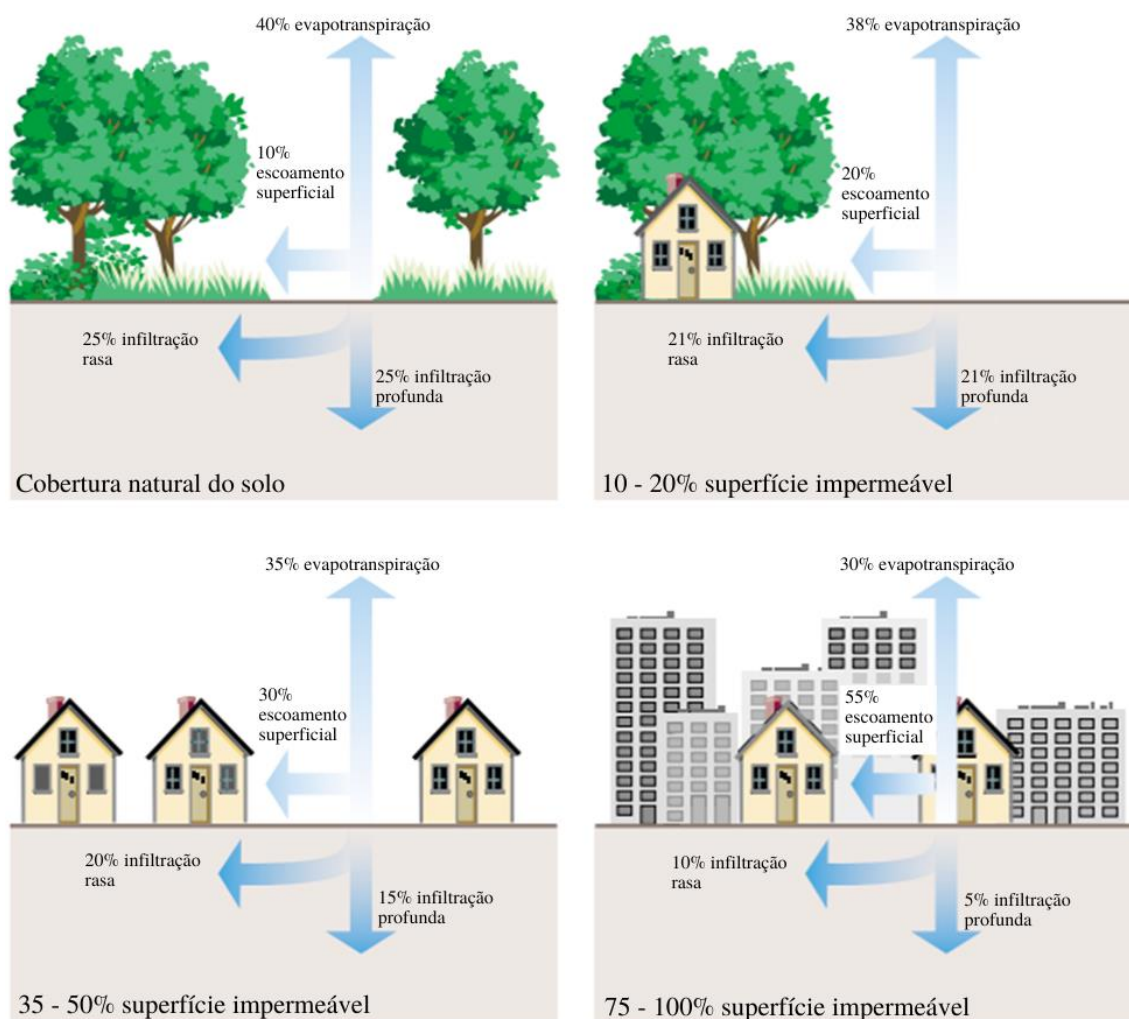 40% evapotranspiração
10%
escoamento
superficial
25% infiltração
rasa
25% infiltração
profunda
Cobertura natural do solo
38% evapotranspiração
20%
escoamento
superficial
21% infiltração
rasa
21% infiltração
profunda
10 - 20% superfície impermeável
35% evapotranspiração
30%
escoamento
superficial
20% infiltração
rasa
15% infiltração
profunda
35 - 50% superfície impermeável
30% evapotranspiração
55%
escoamento
superficial
10% infiltração
rasa
5% infiltração
profunda
75 - 100% superfície impermeável